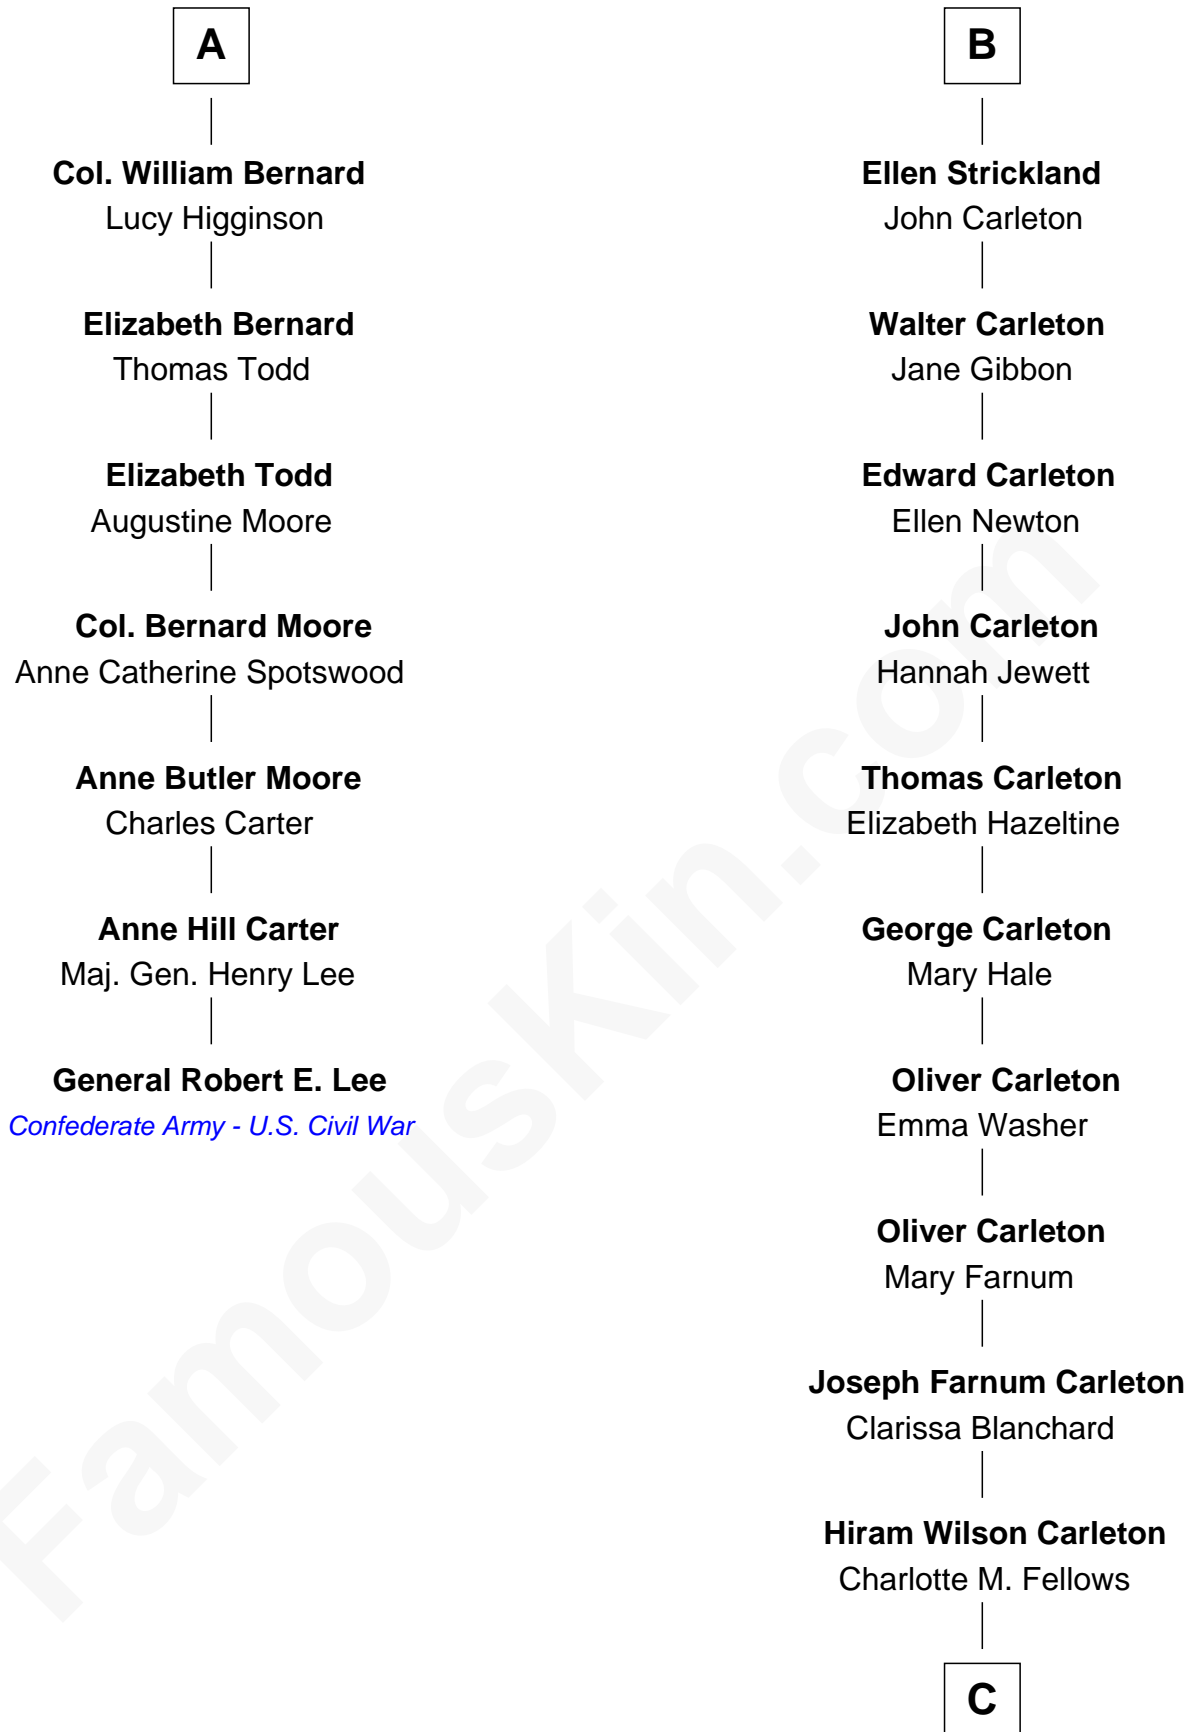 A
Col. William Bernard
Lucy Higginson
Elizabeth Bernard
Thomas Todd
Elizabeth Todd
Augustine Moore
Col. Bernard Moore
Anne Catherine Spotswood
Anne Butler Moore
Charles Carter
Anne Hill Carter
Maj. Gen. Henry Lee
General Robert E. Lee
Confederate Army - U.S. Civil War
B
Ellen Strickland
John Carleton
Walter Carleton
Jane Gibbon
Edward Carleton
Ellen Newton
John Carleton
Hannah Jewett
Thomas Carleton
Elizabeth Hazeltine
George Carleton
Mary Hale
Oliver Carleton
Emma Washer
Oliver Carleton
Mary Farnum
Joseph Farnum Carleton
Clarissa Blanchard
Hiram Wilson Carleton
Charlotte M. Fellows
C
FamousKin.com